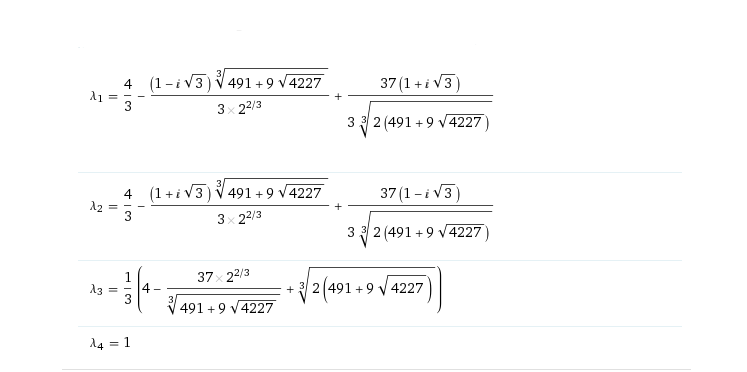 λ₁ = 4/3 − ((1 − i √3) ∛(491 + 9 √4227))/(3 × 2^(2/3)) + (37 (1 + i √3))/(3 ∛(2 (491 + 9 √4227)))
λ₂ = 4/3 − ((1 + i √3) ∛(491 + 9 √4227))/(3 × 2^(2/3)) + (37 (1 − i √3))/(3 ∛(2 (491 + 9 √4227)))
λ₃ = 1/3 (4 − (37 × 2^(2/3))/(∛(491 + 9 √4227)) + ∛(2 (491 + 9 √4227)))
λ₄ = 1